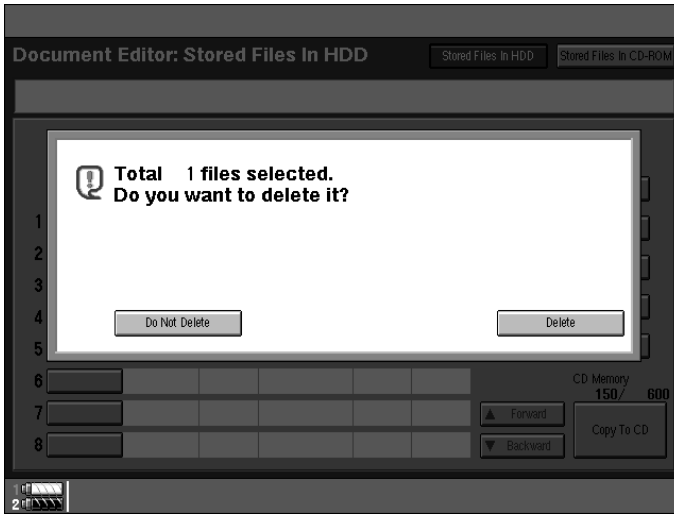 Document Editor: Stored Files In HDD
Stored Files In HDD
Stored Files In CD-ROM
Total 1 files selected.
Do you want to delete it?
Do Not Delete
Delete
1
2
3
4
5
6
7
8
CD Memory
150/ 600
Forward
Backward
Copy To CD
1
2